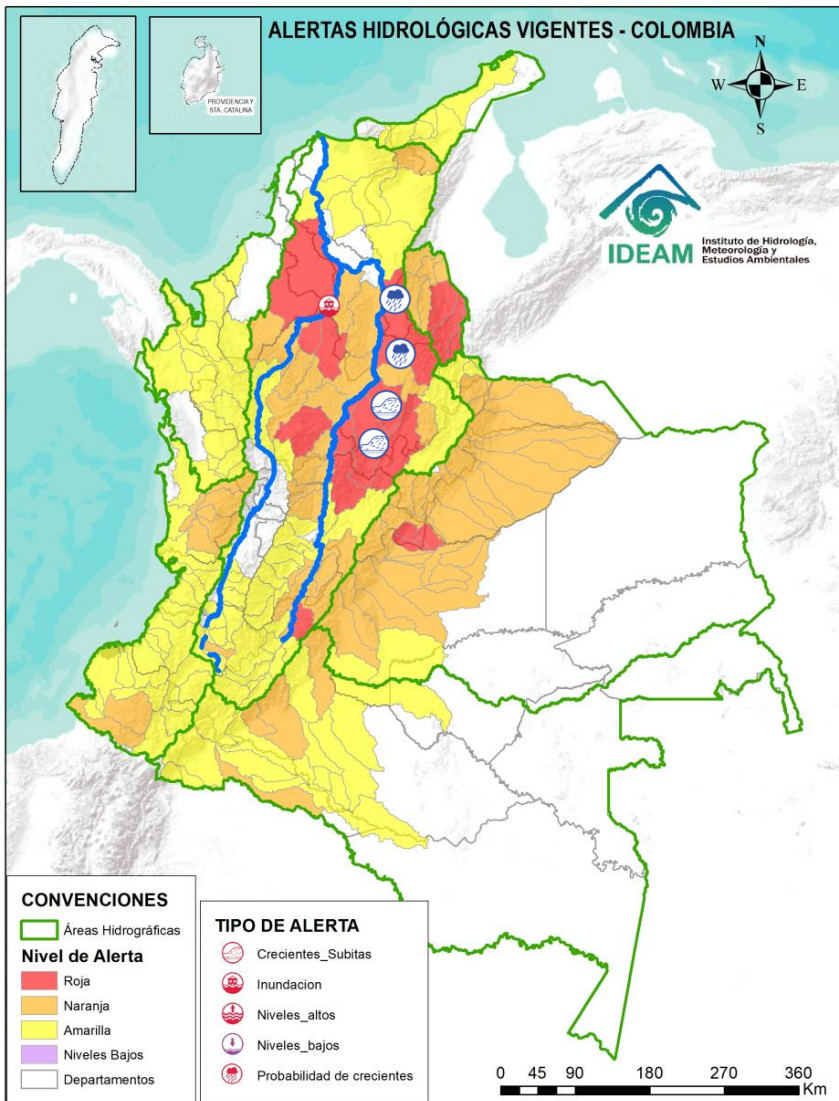 ALERTAS HIDROLÓGICAS VIGENTES - COLOMBIA
PROVIDENCIA Y
STA. CATALINA
N
W
E
S
IDEAM
Instituto de Hidrología,
Meteorología y
Estudios Ambientales
CONVENCIONES
Áreas Hidrográficas
Nivel de Alerta
Roja
Naranja
Amarilla
Niveles Bajos
Departamentos
TIPO DE ALERTA
Crecientes_Subitas
Inundacion
Niveles_altos
Niveles_bajos
Probabilidad de crecientes
0 45 90 180 270 360
Km